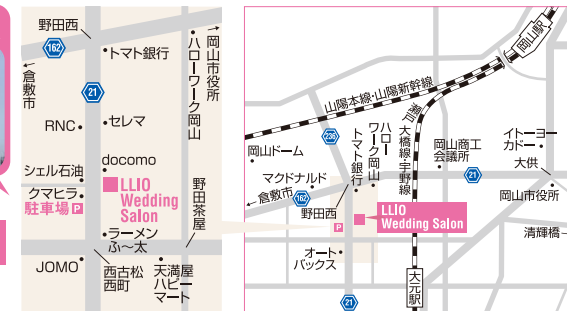 野田西
162
トマト銀行
ハローワーク岡山
→岡山市役所
←倉敷市
21
RNC
セレマ
シェル石油
docomo
クマヒラ
駐車場 P
LLIO
Wedding
Salon
野田茶屋
ラーメン
ふ〜太
JOMO
西古松
西町
天満屋
ハピー
マート
岡山駅
山陽本線・山陽新幹線
瀬戸大橋線・宇野線
岡山ドーム
トマト銀行
ハロー
ワーク岡山
岡山商工
会議所
イトーヨー
カドー
大供
21
マクドナルド
←倉敷市
162
野田西
岡山市役所
P
LLIO
Wedding Salon
清輝橋
オート
バックス
大元駅
21